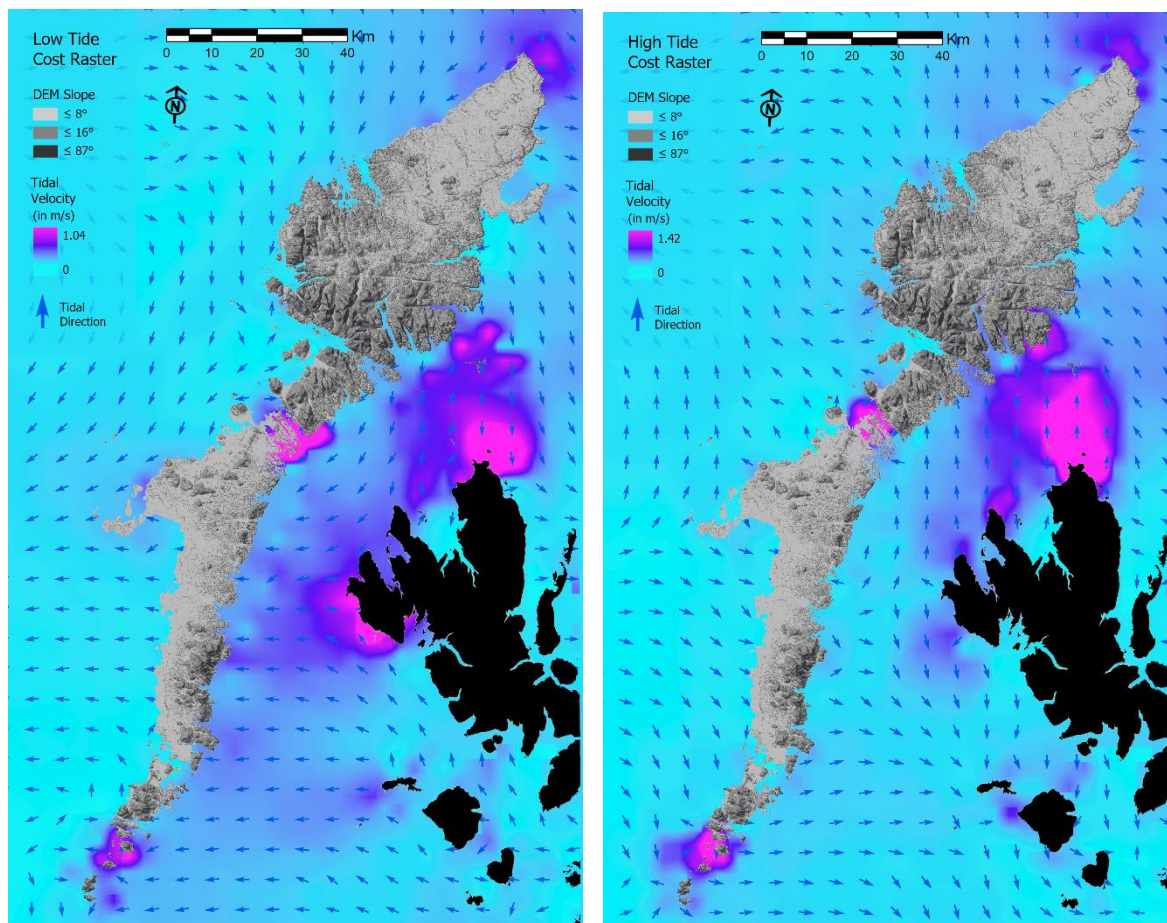 Low Tide
Cost Raster
Km
0 10 20 30 40
N
DEM Slope
≤ 8°
≤ 16°
≤ 87°
Tidal
Velocity
(in m/s)
1.04
0
Tidal
Direction
High Tide
Cost Raster
Km
0 10 20 30 40
N
DEM Slope
≤ 8°
≤ 16°
≤ 87°
Tidal
Velocity
(in m/s)
1.42
0
Tidal
Direction